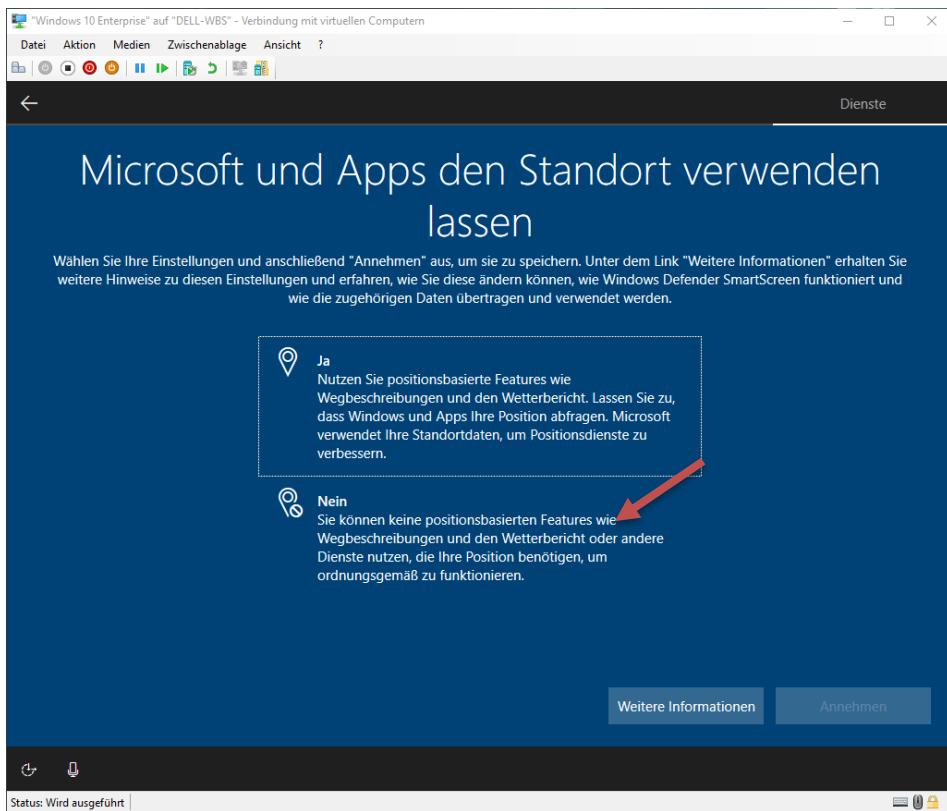 "Windows 10 Enterprise" auf "DELL-WBS" - Verbindung mit virtuellen Computern
Datei Aktion Medien Zwischenablage Ansicht ?
Dienste
Microsoft und Apps den Standort verwenden
lassen
Wählen Sie Ihre Einstellungen und anschließend "Annehmen" aus, um sie zu speichern. Unter dem Link "Weitere Informationen" erhalten Sie
weitere Hinweise zu diesen Einstellungen und erfahren, wie Sie diese ändern können, wie Windows Defender SmartScreen funktioniert und
wie die zugehörigen Daten übertragen und verwendet werden.
Ja
Nutzen Sie positionsbasierte Features wie
Wegbeschreibungen und den Wetterbericht. Lassen Sie zu,
dass Windows und Apps Ihre Position abfragen. Microsoft
verwendet Ihre Standortdaten, um Positionsdienste zu
verbessern.
Nein
Sie können keine positionsbasierten Features wie
Wegbeschreibungen und den Wetterbericht oder andere
Dienste nutzen, die Ihre Position benötigen, um
ordnungsgemäß zu funktionieren.
Weitere Informationen
Annehmen
Status: Wird ausgeführt